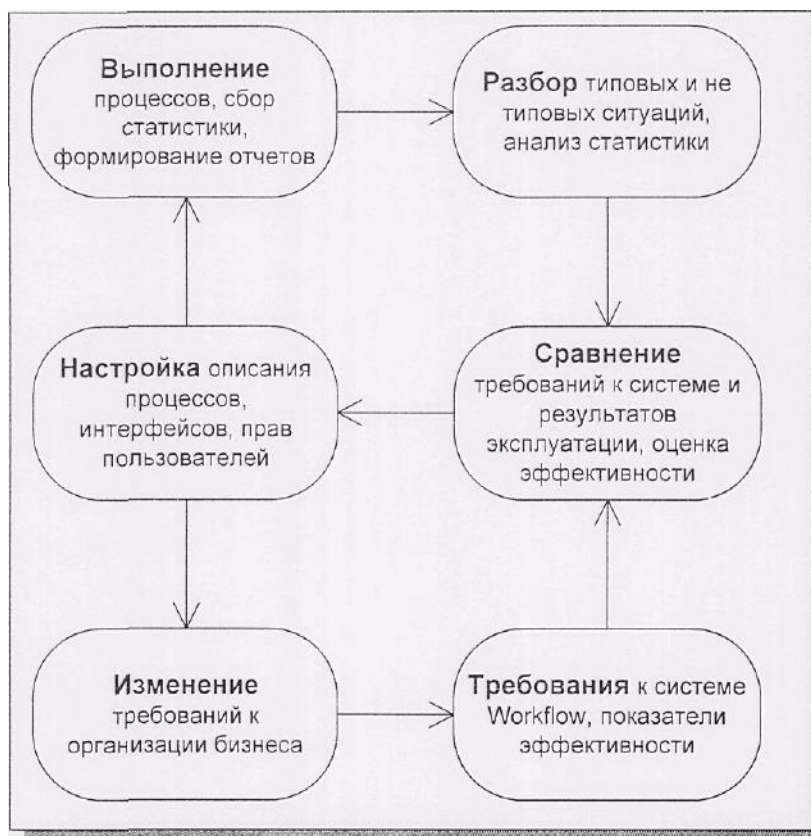 Выполнение
процессов, сбор
статистики,
формирование отчетов
Разбор типовых и не
типовых ситуаций,
анализ статистики
Настройка описания
процессов,
интерфейсов, прав
пользователей
Сравнение
требований к системе и
результатов
эксплуатации, оценка
эффективности
Изменение
требований к
организации бизнеса
Требования к системе
Workflow, показатели
эффективности